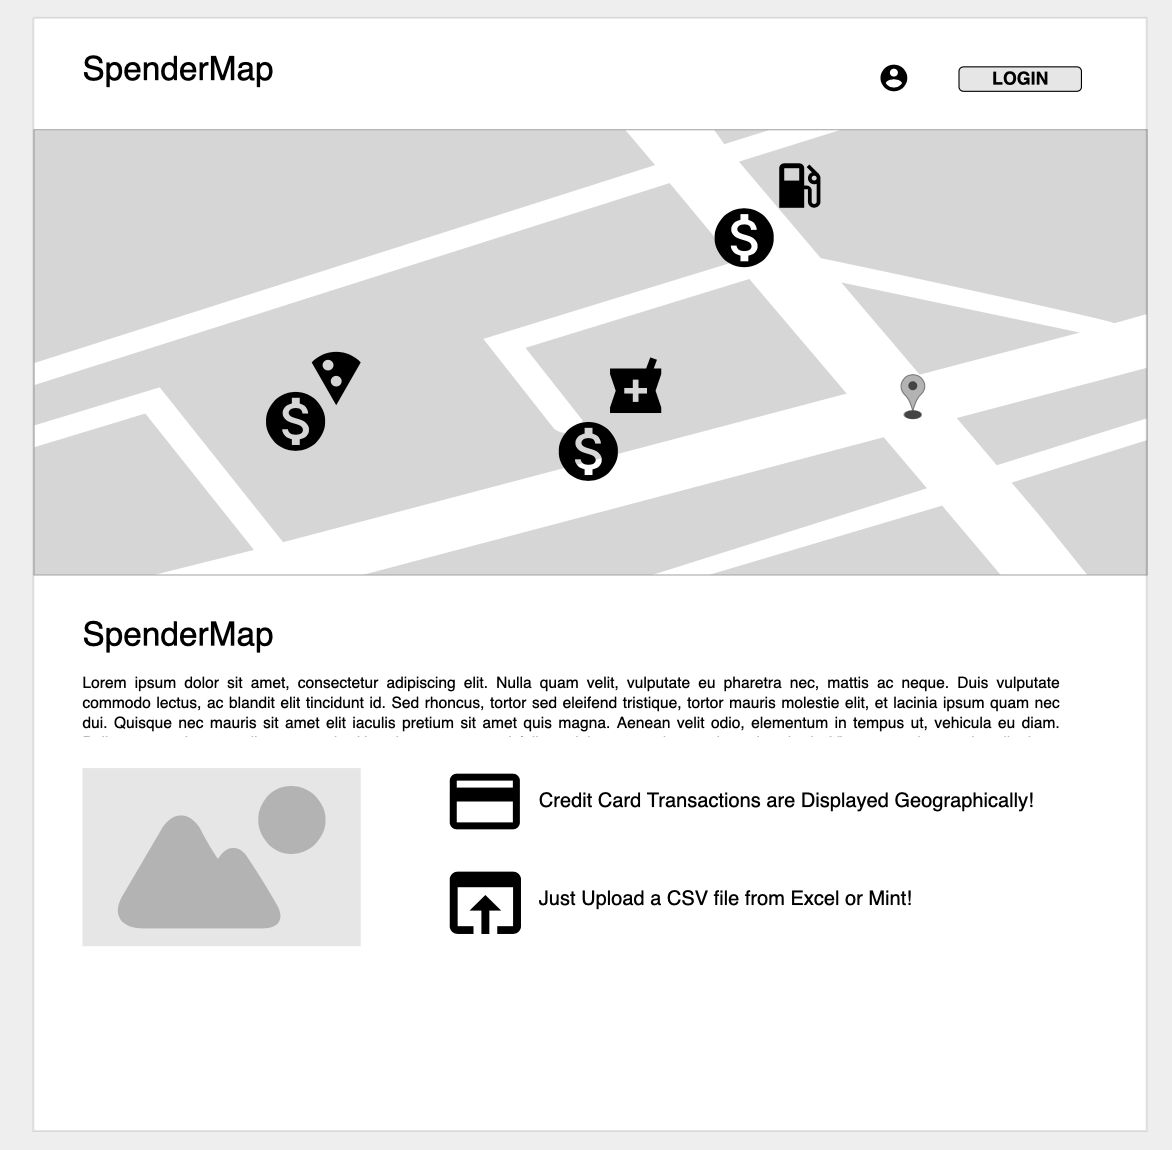 SpenderMap
LOGIN
SpenderMap
Lorem ipsum dolor sit amet, consectetur adipiscing elit. Nulla quam velit, vulputate eu pharetra nec, mattis ac neque. Duis vulputate
commodo lectus, ac blandit elit tincidunt id. Sed rhoncus, tortor sed eleifend tristique, tortor mauris molestie elit, et lacinia ipsum quam nec
dui. Quisque nec mauris sit amet elit iaculis pretium sit amet quis magna. Aenean velit odio, elementum in tempus ut, vehicula eu diam.
Credit Card Transactions are Displayed Geographically!
Just Upload a CSV file from Excel or Mint!